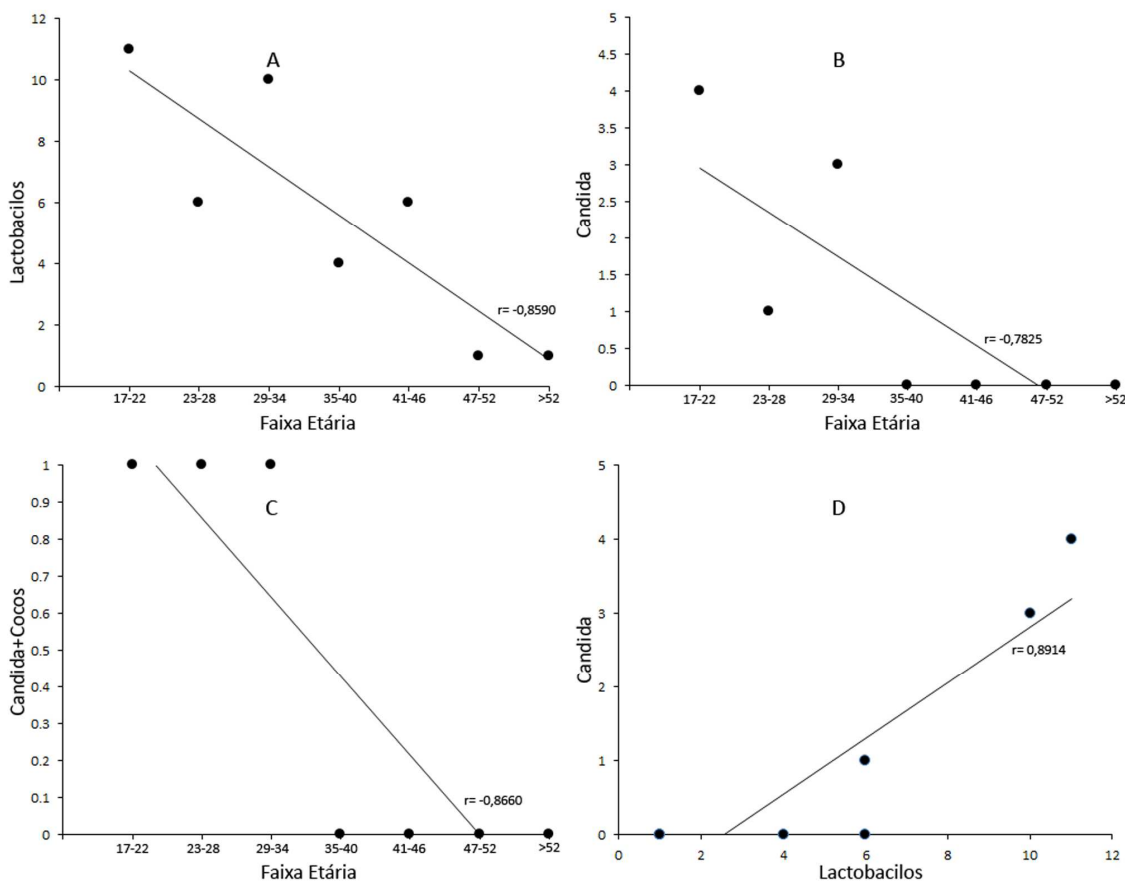 A
Lactobacilos
12
10
8
6
4
2
0
r= -0,8590
17-22 23-28 29-34 35-40 41-46 47-52 >52
Faixa Etária
B
Candida
5
4.5
4
3.5
3
2.5
2
1.5
1
0.5
0
r= -0,7825
17-22 23-28 29-34 35-40 41-46 47-52 >52
Faixa Etária
C
Candida+Cocos
1
0.9
0.8
0.7
0.6
0.5
0.4
0.3
0.2
0.1
0
r= -0,8660
17-22 23-28 29-34 35-40 41-46 47-52 >52
Faixa Etária
D
Candida
5
4
3
2
1
0
r= 0,8914
0 2 4 6 8 10 12
Lactobacilos